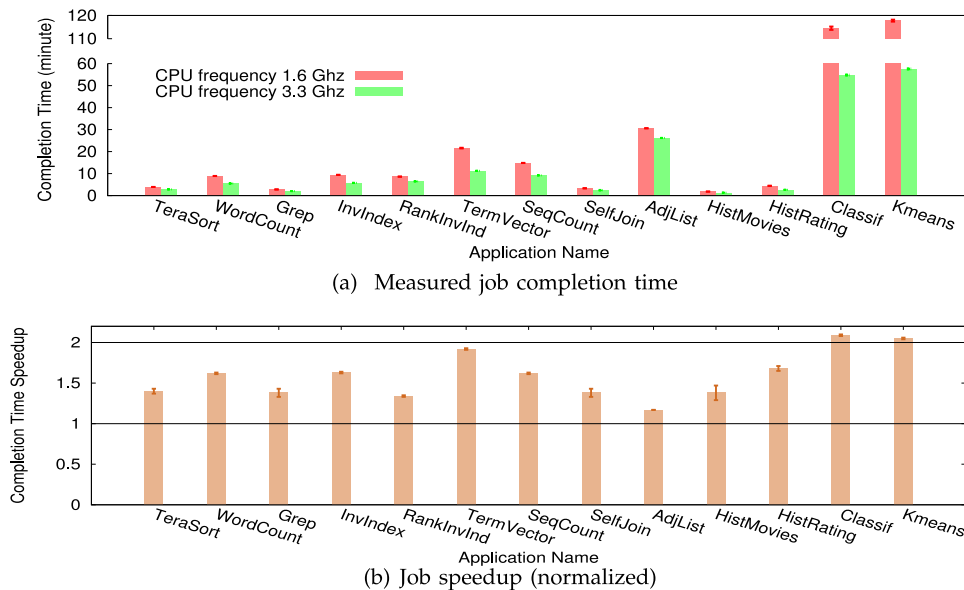 Completion Time (minute)
120
110
60
50
40
30
20
10
0
CPU frequency 1.6 Ghz
CPU frequency 3.3 Ghz
TeraSort
WordCount
Grep
InvIndex
RankInvInd
TermVector
SeqCount
SelfJoin
AdjList
HistMovies
HistRating
Classif
Kmeans
Application Name
(a) Measured job completion time
Completion Time Speedup
2
1.5
1
0.5
0
TeraSort
WordCount
Grep
InvIndex
RankInvInd
TermVector
SeqCount
SelfJoin
AdjList
HistMovies
HistRating
Classif
Kmeans
Application Name
(b) Job speedup (normalized)